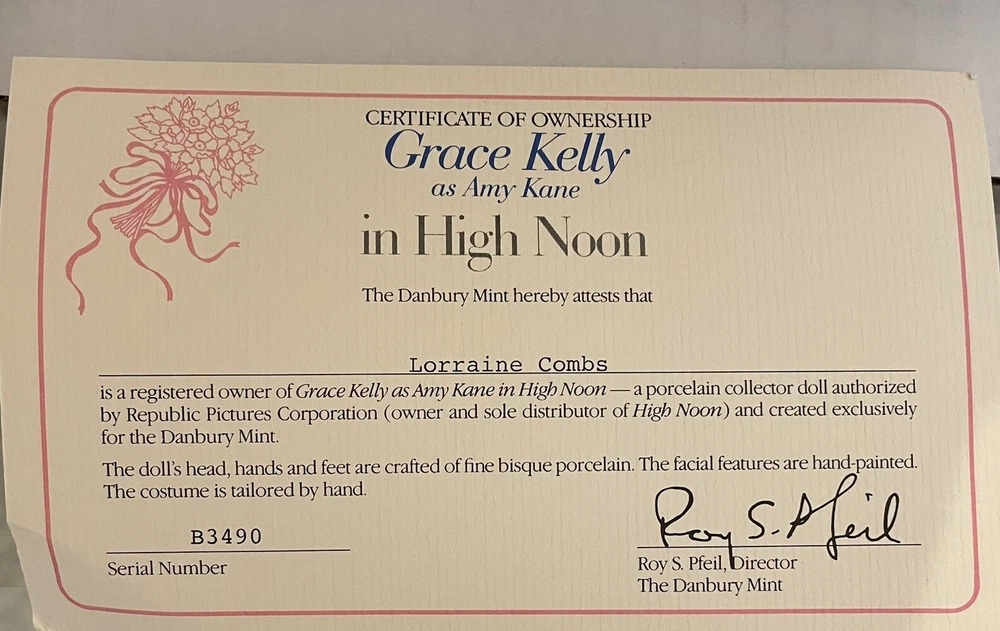 CERTIFICATE OF OWNERSHIP
Grace Kelly
as Amy Kane
in High Noon
The Danbury Mint hereby attests that
Lorraine Combs
is a registered owner of Grace Kelly as Amy Kane in High Noon — a porcelain collector doll authorized
by Republic Pictures Corporation (owner and sole distributor of High Noon) and created exclusively
for the Danbury Mint.
The doll's head, hands and feet are crafted of fine bisque porcelain. The facial features are hand-painted.
The costume is tailored by hand.
Roy S. Pfeil
B3490
Serial Number
Roy S. Pfeil, Director
The Danbury Mint